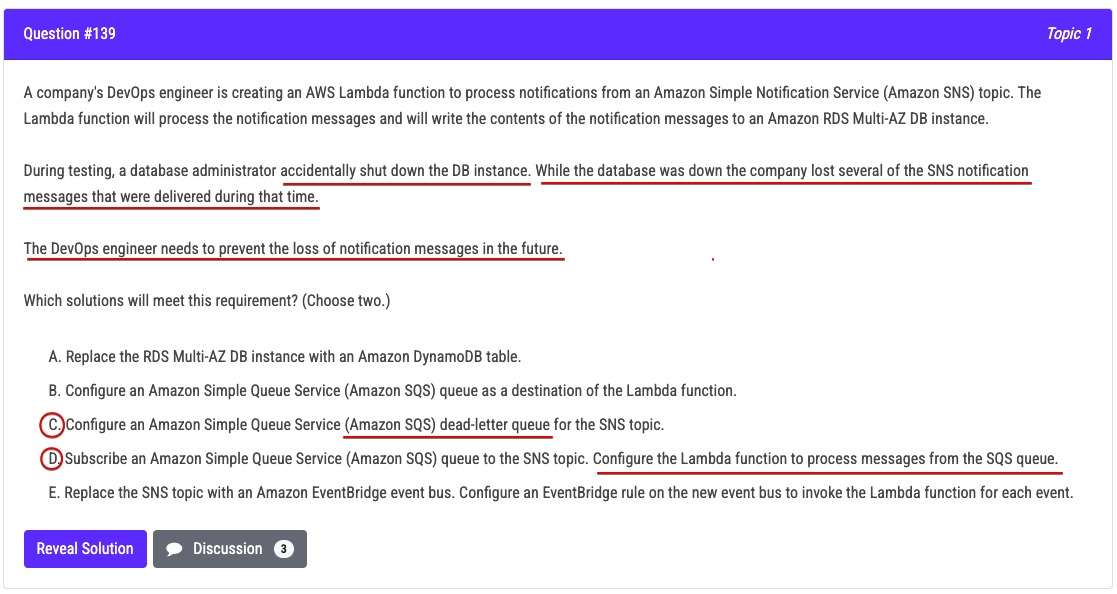 Question #139
Topic 1
A company's DevOps engineer is creating an AWS Lambda function to process notifications from an Amazon Simple Notification Service (Amazon SNS) topic. The
Lambda function will process the notification messages and will write the contents of the notification messages to an Amazon RDS Multi-AZ DB instance.
During testing, a database administrator accidentally shut down the DB instance. While the database was down the company lost several of the SNS notification
messages that were delivered during that time.
The DevOps engineer needs to prevent the loss of notification messages in the future.
Which solutions will meet this requirement? (Choose two.)
A. Replace the RDS Multi-AZ DB instance with an Amazon DynamoDB table.
B. Configure an Amazon Simple Queue Service (Amazon SQS) queue as a destination of the Lambda function.
C. Configure an Amazon Simple Queue Service (Amazon SQS) dead-letter queue for the SNS topic.
D. Subscribe an Amazon Simple Queue Service (Amazon SQS) queue to the SNS topic. Configure the Lambda function to process messages from the SQS queue.
E. Replace the SNS topic with an Amazon EventBridge event bus. Configure an EventBridge rule on the new event bus to invoke the Lambda function for each event.
Reveal Solution
Discussion 3